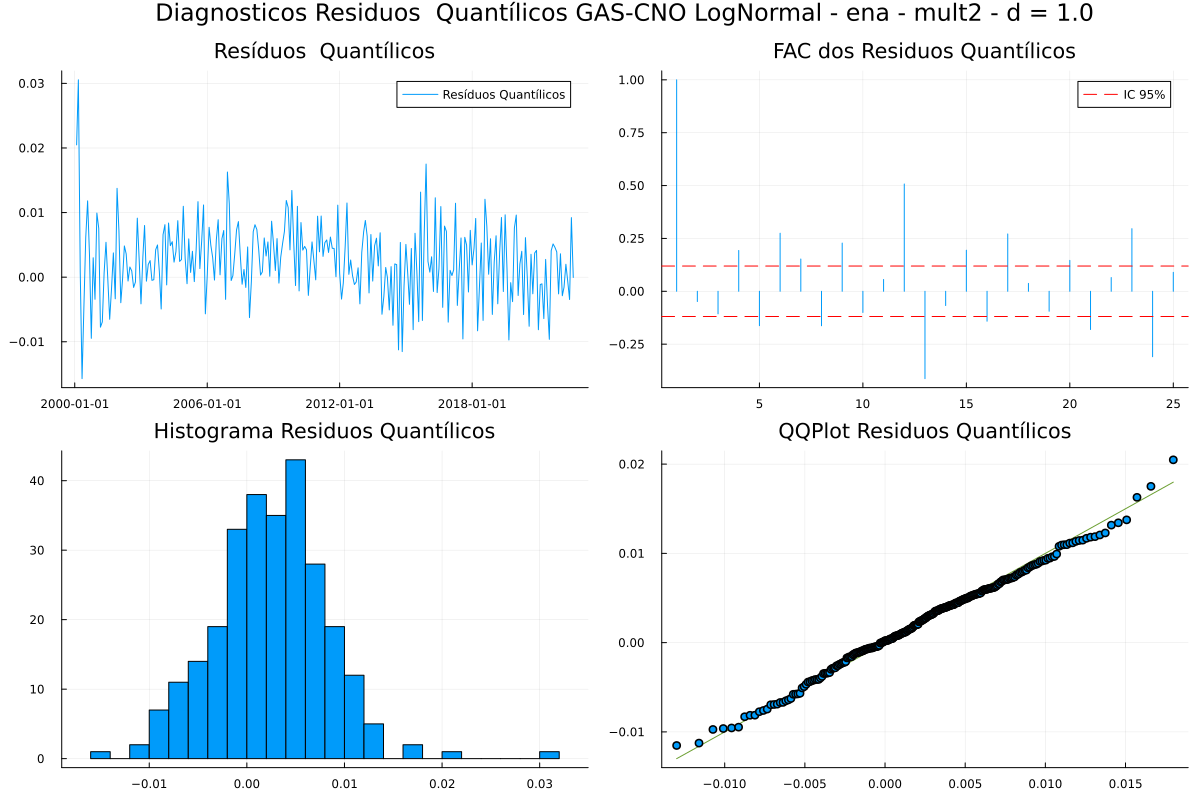 Diagnosticos Residuos  Quantílicos GAS-CNO LogNormal - ena - mult2 - d = 1.0
Resíduos  Quantílicos
0.03
0.02
0.01
0.00
−0.01
Resíduos Quantílicos
2000-01-01 2006-01-01 2012-01-01 2018-01-01
FAC dos Residuos Quantílicos
1.00
0.75
0.50
0.25
0.00
−0.25
IC 95%
5 10 15 20 25
Histograma Residuos Quantílicos
40
30
20
10
0
−0.01 0.00 0.01 0.02 0.03
QQPlot Residuos Quantílicos
0.02
0.01
0.00
−0.01
−0.010 −0.005 0.000 0.005 0.010 0.015